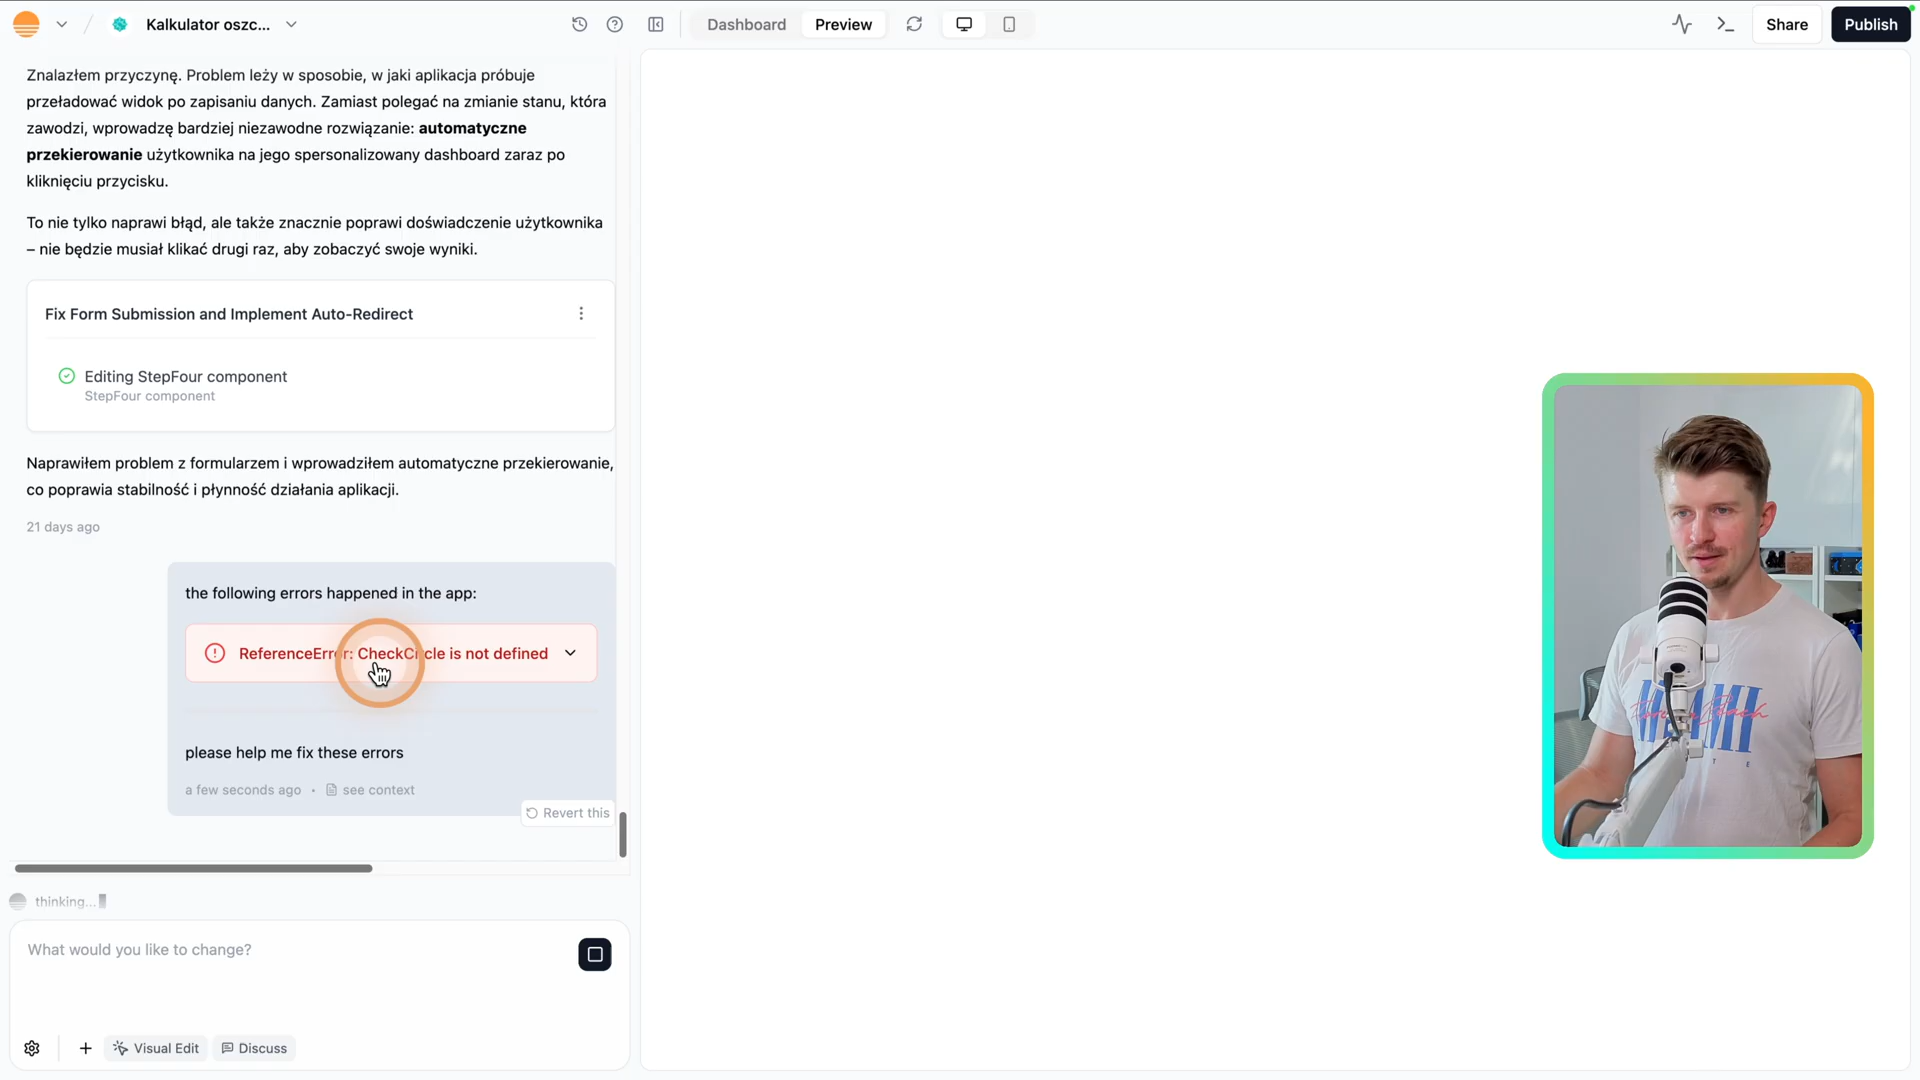 Kalkulator oszc...
Dashboard
Preview
Share
Publish
Znalazłem przyczynę. Problem leży w sposobie, w jaki aplikacja próbuje
przeładować widok po zapisaniu danych. Zamiast polegać na zmianie stanu, która
zawodzi, wprowadzę bardziej niezawodne rozwiązanie: automatyczne
przekierowanie użytkownika na jego spersonalizowany dashboard zaraz po
kliknięciu przycisku.
To nie tylko naprawi błąd, ale także znacznie poprawi doświadczenie użytkownika
– nie będzie musiał klikać drugi raz, aby zobaczyć swoje wyniki.
Fix Form Submission and Implement Auto-Redirect
Editing StepFour component
StepFour component
Naprawiłem problem z formularzem i wprowadziłem automatyczne przekierowanie,
co poprawia stabilność i płynność działania aplikacji.
21 days ago
the following errors happened in the app:
ReferenceError: CheckCircle is not defined
please help me fix these errors
a few seconds ago • see context
Revert this
thinking...
What would you like to change?
Visual Edit
Discuss